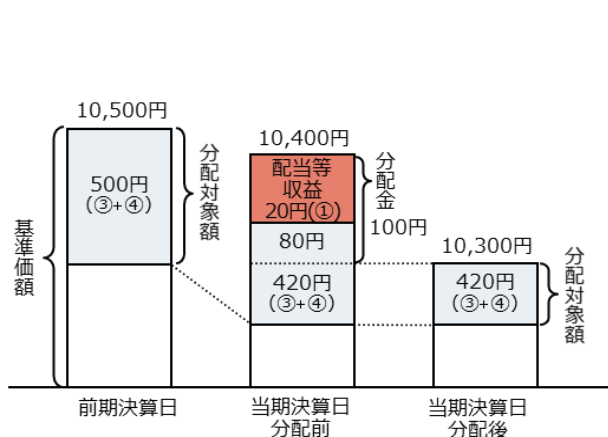 10,500円
500円
(③+④)
分配対象額
基準価額
10,400円
配当等
収益
20円(①)
80円
420円
(③+④)
分配金
100円
10,300円
420円
(③+④)
分配対象額
前期決算日
当期決算日
分配前
当期決算日
分配後